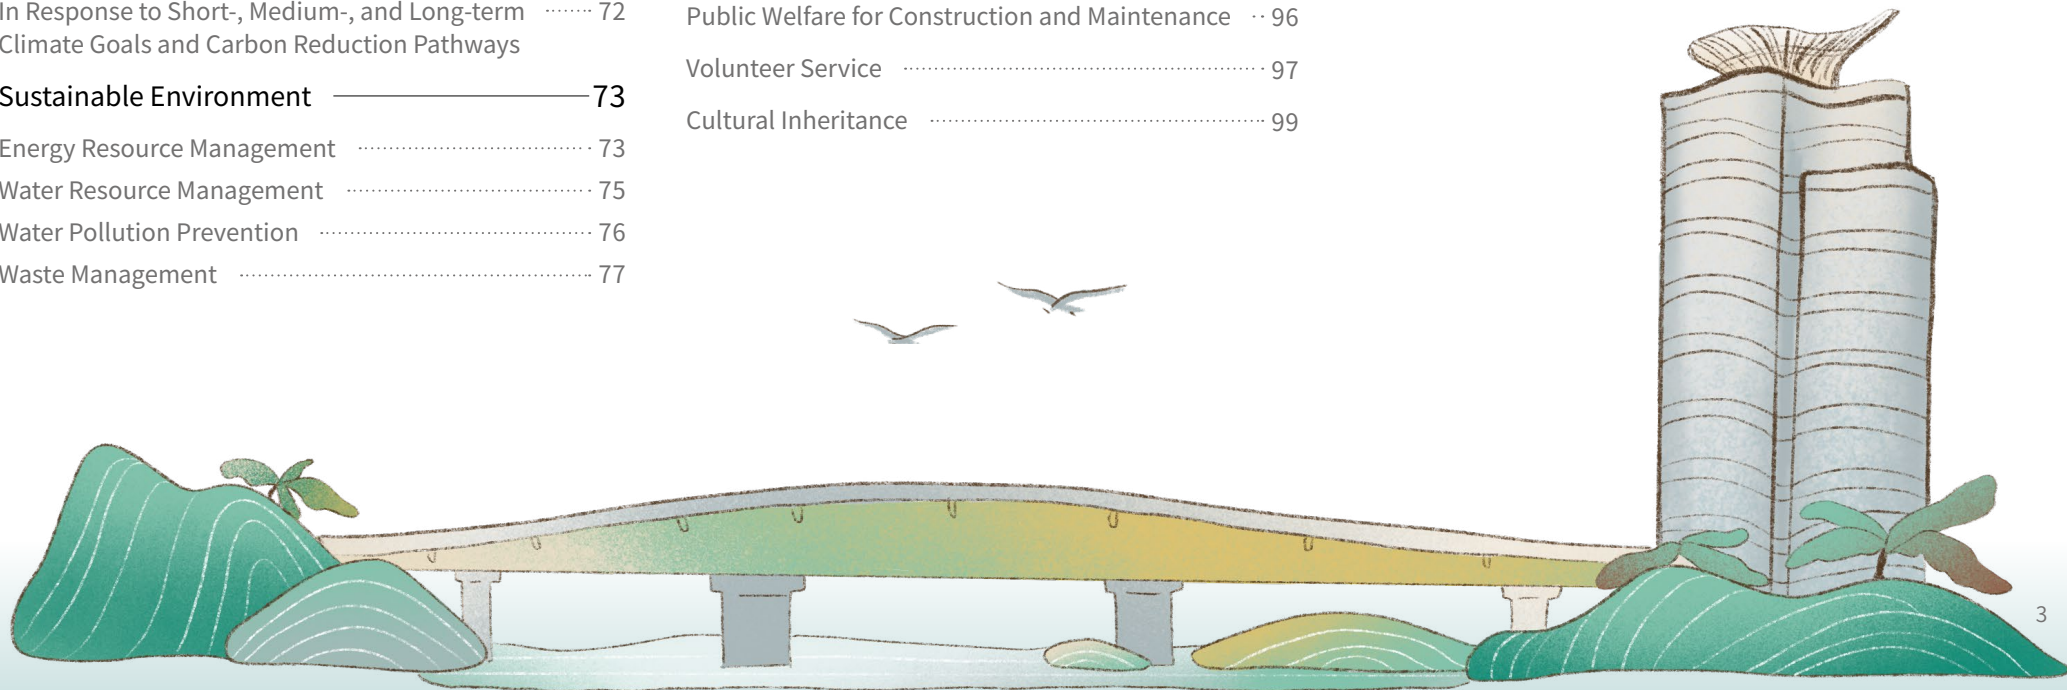 In Response to Short-, Medium-, and Long-term 72
Climate Goals and Carbon Reduction Pathways
Sustainable Environment 73
Energy Resource Management 73
Water Resource Management 75
Water Pollution Prevention 76
Waste Management 77
Public Welfare for Construction and Maintenance 96
Volunteer Service 97
Cultural Inheritance 99
3